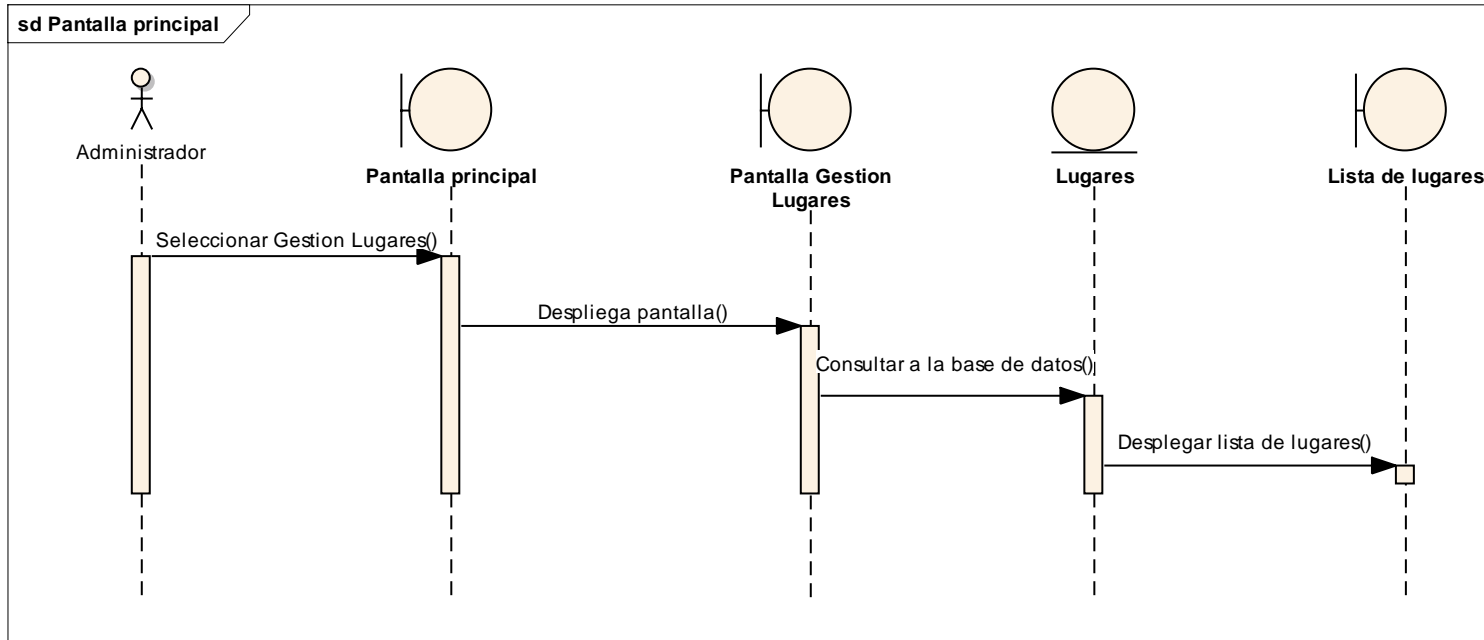 sd Pantalla principal
Administrador
Pantalla principal
Pantalla Gestion
Lugares
Lugares
Lista de lugares
Seleccionar Gestion Lugares()
Despliega pantalla()
Consultar a la base de datos()
Desplegar lista de lugares()